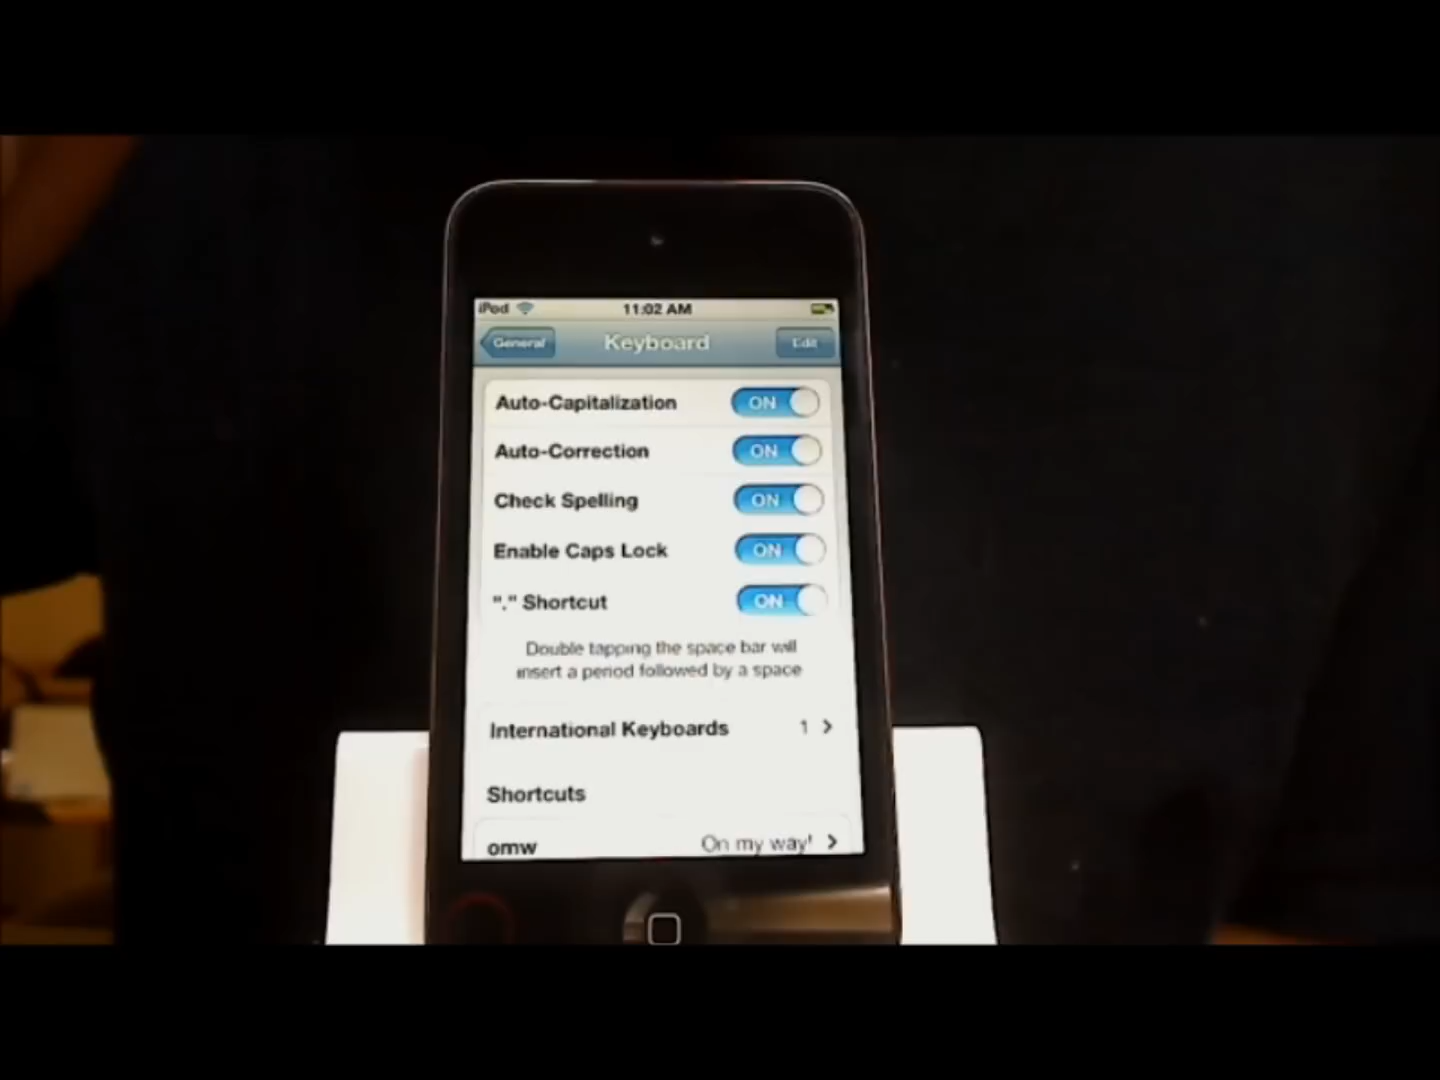 iPod 11:02 AM
General Keyboard Edit
Auto-Capitalization ON
Auto-Correction ON
Check Spelling ON
Enable Caps Lock ON
"." Shortcut ON
Double tapping the space bar will
insert a period followed by a space
International Keyboards 1
Shortcuts
omw On my way!